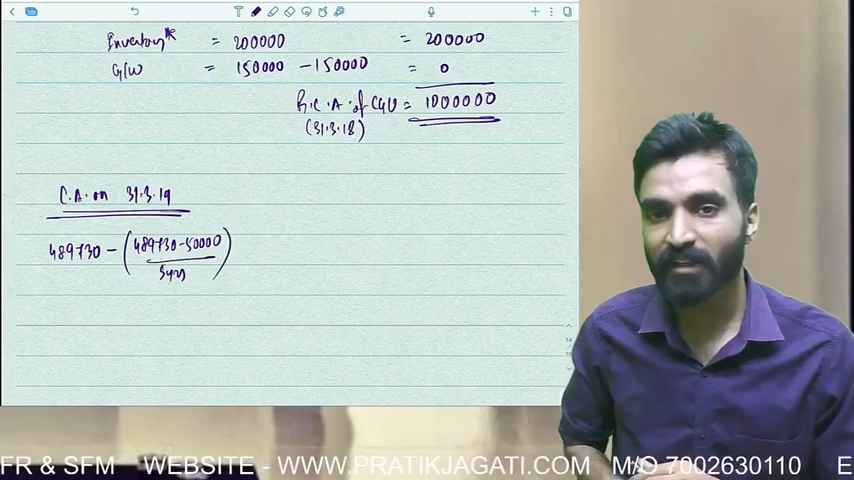 Inventory* = 200000 = 200000
G/W = 150000 - 150000 = 0
R.C.A. of CGU = 1000000
(31.3.18)
C.A. on 31.3.19
489730 - (489730-50000
5yrs)
FR & SFM - WEBSITE - WWW.PRATIKJAGATI.COM M/O 7002630110 E